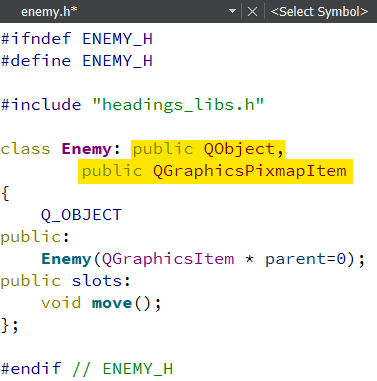 enemy.h*
<Select Symbol>
#ifndef ENEMY_H
#define ENEMY_H
#include "headings_libs.h"
class Enemy: public QObject,
public QGraphicsPixmapItem
{
Q_OBJECT
public:
Enemy(QGraphicsItem * parent=0);
public slots:
void move();
};
#endif // ENEMY_H